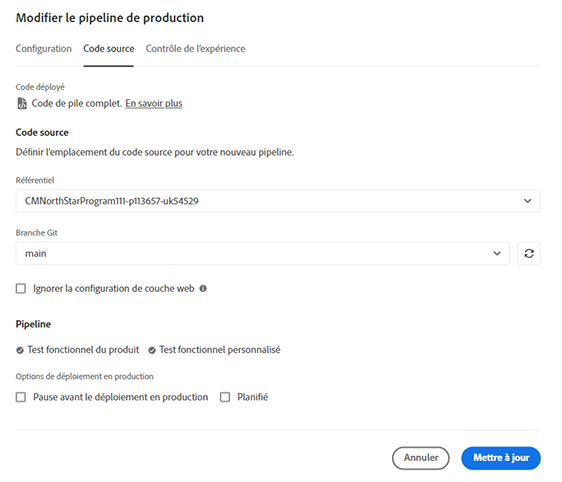 Modifier le pipeline de production
Configuration Code source Contrôle de l'expérience
Code déployé
Code de pile complet. En savoir plus
Code source
Définir l'emplacement du code source pour votre nouveau pipeline.
Référentiel
CMNorthStarProgram111-p113657-uk54529
Branche Git
main
Ignorer la configuration de couche web
Pipeline
Test fonctionnel du produit Test fonctionnel personnalisé
Options de déploiement en production
Pause avant le déploiement en production Planifié
Annuler Mettre à jour